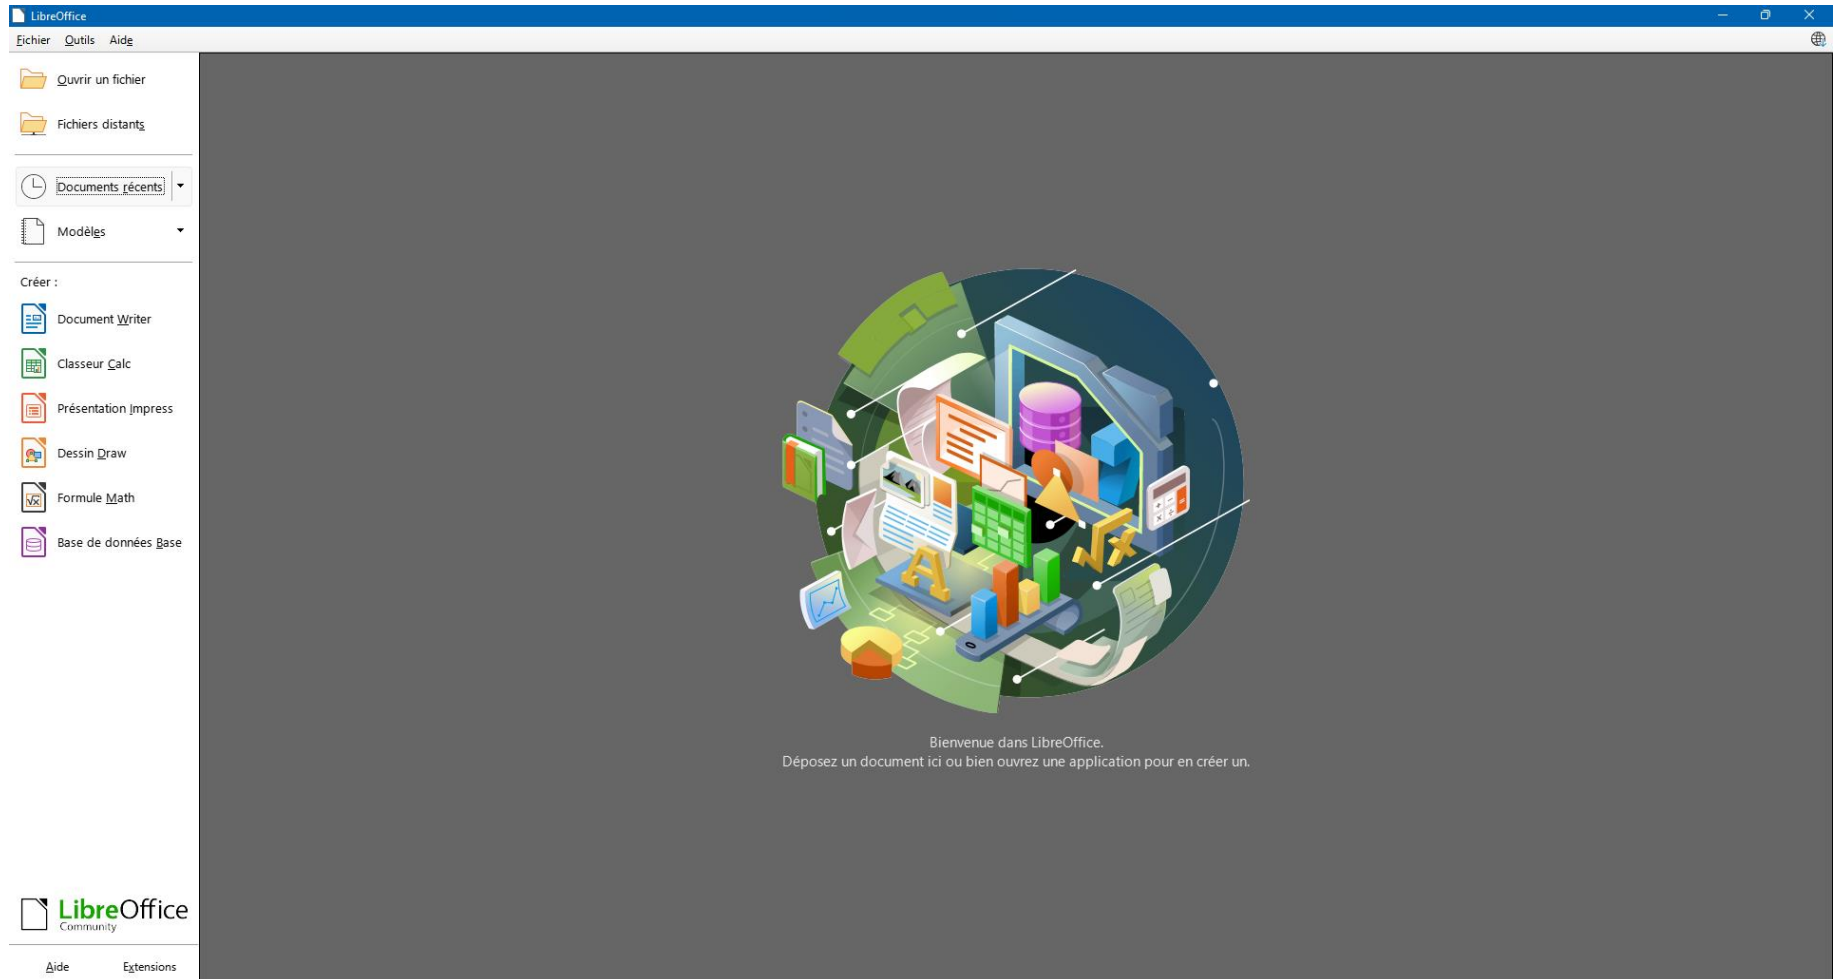 LibreOffice
Fichier Outils Aide
Ouvrir un fichier
Fichiers distants
Documents récents
Modèles
Créer :
Document Writer
Classeur Calc
Présentation Impress
Dessin Draw
Formule Math
Base de données Base
Bienvenue dans LibreOffice.
Déposez un document ici ou bien ouvrez une application pour en créer un.
LibreOffice
Community
Aide Extensions